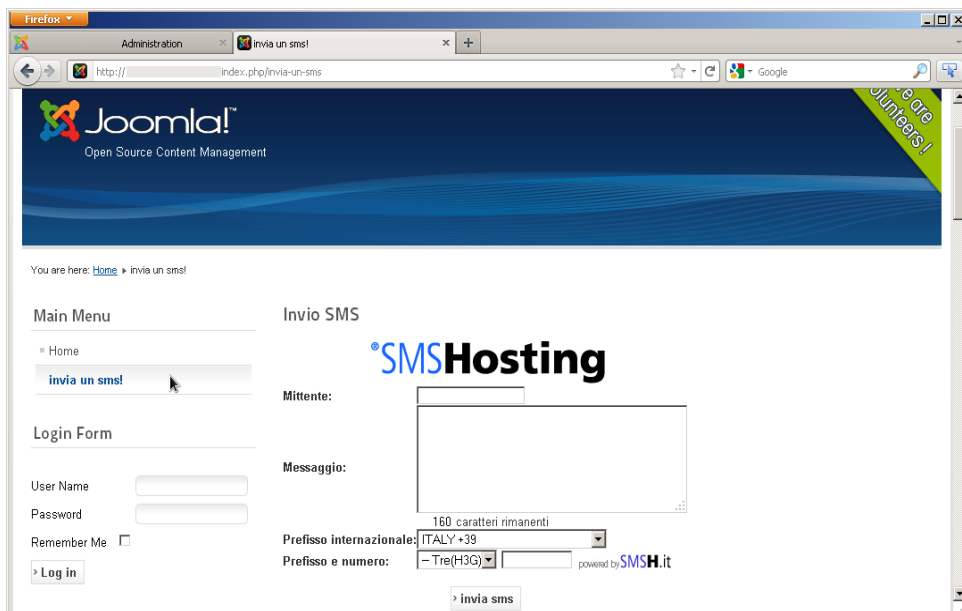 Firefox
Administration
invia un sms!
http://
index.php/invia-un-sms
Google
Joomla!™
Open Source Content Management
are
olunteers!
You are here: Home invia un sms!
Main Menu
Home
invia un sms!
Login Form
User Name
Password
Remember Me
Log in
Invio SMS
®SMSHosting
Mittente:
Messaggio:
160 caratteri rimanenti
Prefisso internazionale: ITALY +39
Prefisso e numero: – Tre(H3G)
powered by SMSH.it
invia sms